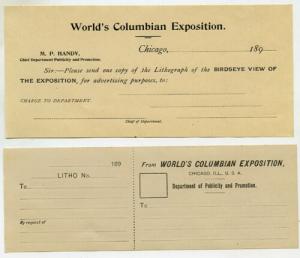 World's Columbian Exposition.
M. P. HANDY,
Chief Department Publicity and Promotion.
Chicago, 189
Sir:—Please send one copy of the Lithograph of the BIRDSEYE VIEW OF
THE EXPOSITION, for advertising purposes, to:
CHARGE TO DEPARTMENT.
Chief of Department.
189
LITHO No.
To
By request of
From WORLD'S COLUMBIAN EXPOSITION,
CHICAGO, ILL., U. S. A.
Department of Publicity and Promotion.
To